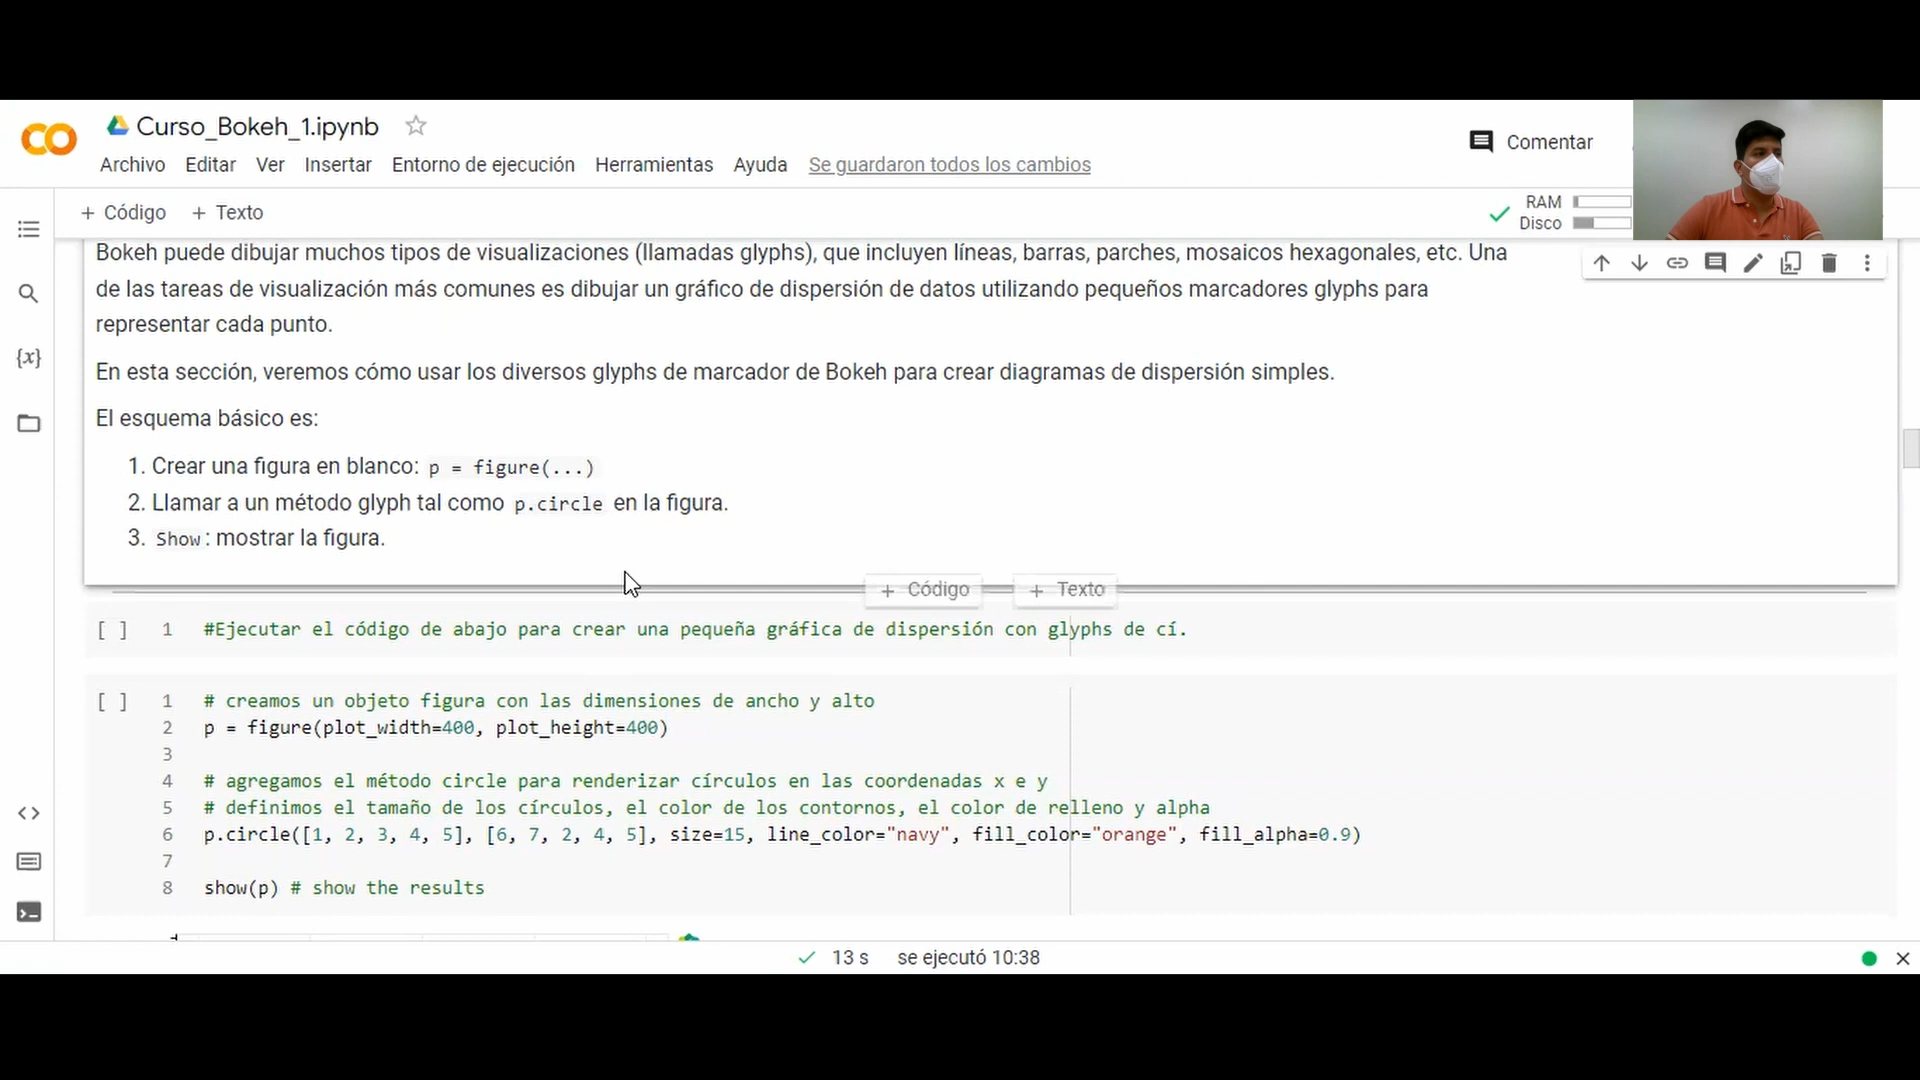 Curso_Bokeh_1.ipynb
Comentar
Archivo Editar Ver Insertar Entorno de ejecución Herramientas Ayuda Se guardaron todos los cambios
+ Código + Texto
RAM
Disco
Bokeh puede dibujar muchos tipos de visualizaciones (llamadas glyphs), que incluyen líneas, barras, parches, mosaicos hexagonales, etc. Una
de las tareas de visualización más comunes es dibujar un gráfico de dispersión de datos utilizando pequeños marcadores glyphs para
representar cada punto.
En esta sección, veremos cómo usar los diversos glyphs de marcador de Bokeh para crear diagramas de dispersión simples.
El esquema básico es:
1. Crear una figura en blanco: p = figure(...)
2. Llamar a un método glyph tal como p.circle en la figura.
3. Show: mostrar la figura.
+ Código + Texto
[ ] 1 #Ejecutar el código de abajo para crear una pequeña gráfica de dispersión con glyphs de cí.
[ ] 1 # creamos un objeto figura con las dimensiones de ancho y alto
2 p = figure(plot_width=400, plot_height=400)
3
4 # agregamos el método circle para renderizar círculos en las coordenadas x e y
5 # definimos el tamaño de los círculos, el color de los contornos, el color de relleno y alpha
6 p.circle([1, 2, 3, 4, 5], [6, 7, 2, 4, 5], size=15, line_color="navy", fill_color="orange", fill_alpha=0.9)
7
8 show(p) # show the results
13 s se ejecutó 10:38